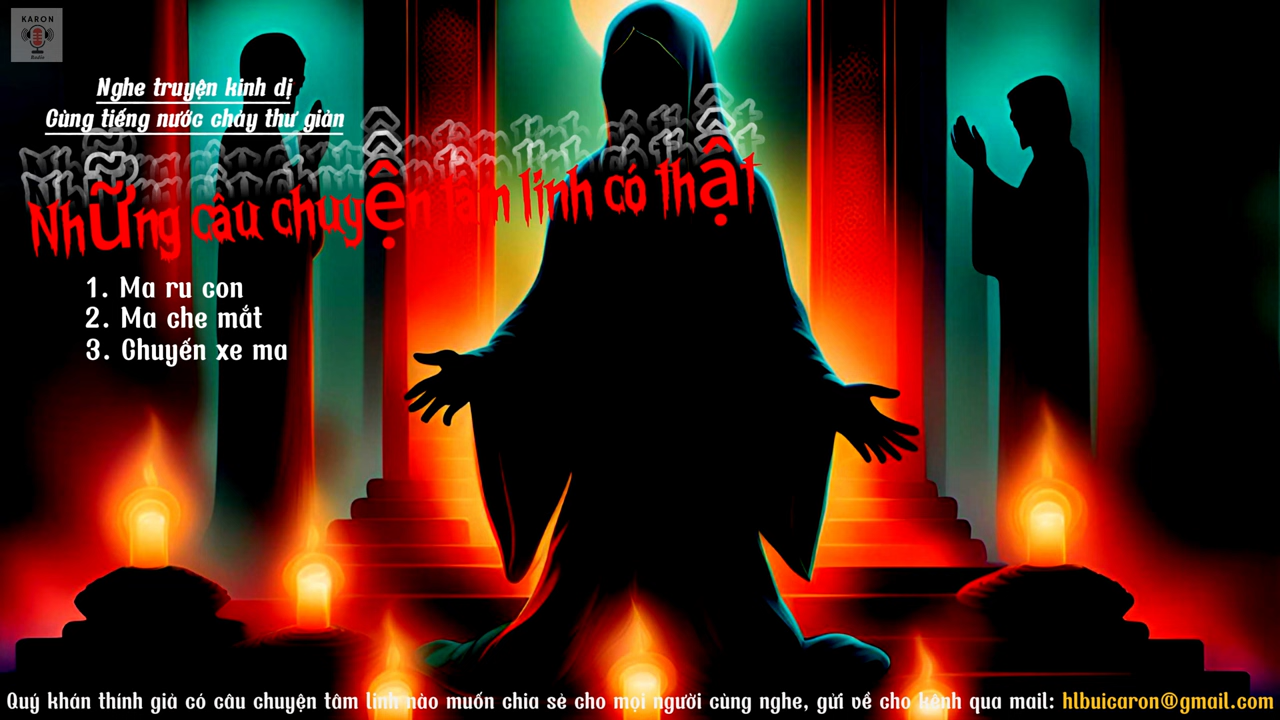 KARON
Radio
Nghe truyện kinh dị
Cùng tiếng nước chảy thư giàn
Những câu chuyện tâm linh có thật
1. Ma ru con
2. Ma che mắt
3. Chuyến xe ma
Quý khán thính giả có câu chuyện tâm linh nào muốn chia sẻ cho mọi người cùng nghe, gửi về cho kênh qua mail: hlbuicaron@gmail.com